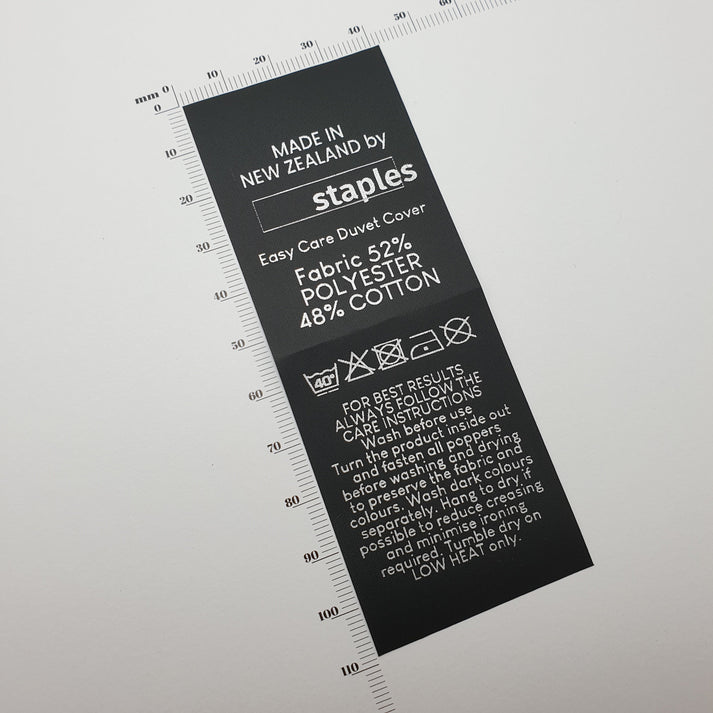 mm 0 10 20 30 40 50 60
0
10
20
30
40
50
60
70
80
90
100
110
MADE IN
NEW ZEALAND by
staples
Easy Care Duvet Cover
Fabric 52%
POLYESTER
48% COTTON
40°
FOR BEST RESULTS
ALWAYS FOLLOW THE
CARE INSTRUCTIONS
Wash before use
Turn the product inside out
and fasten all poppers
before washing and drying
to preserve the fabric and
colours. Wash dark colours
separately. Hang to dry if
possible to reduce creasing
and minimise ironing
required. Tumble dry on
LOW HEAT only.